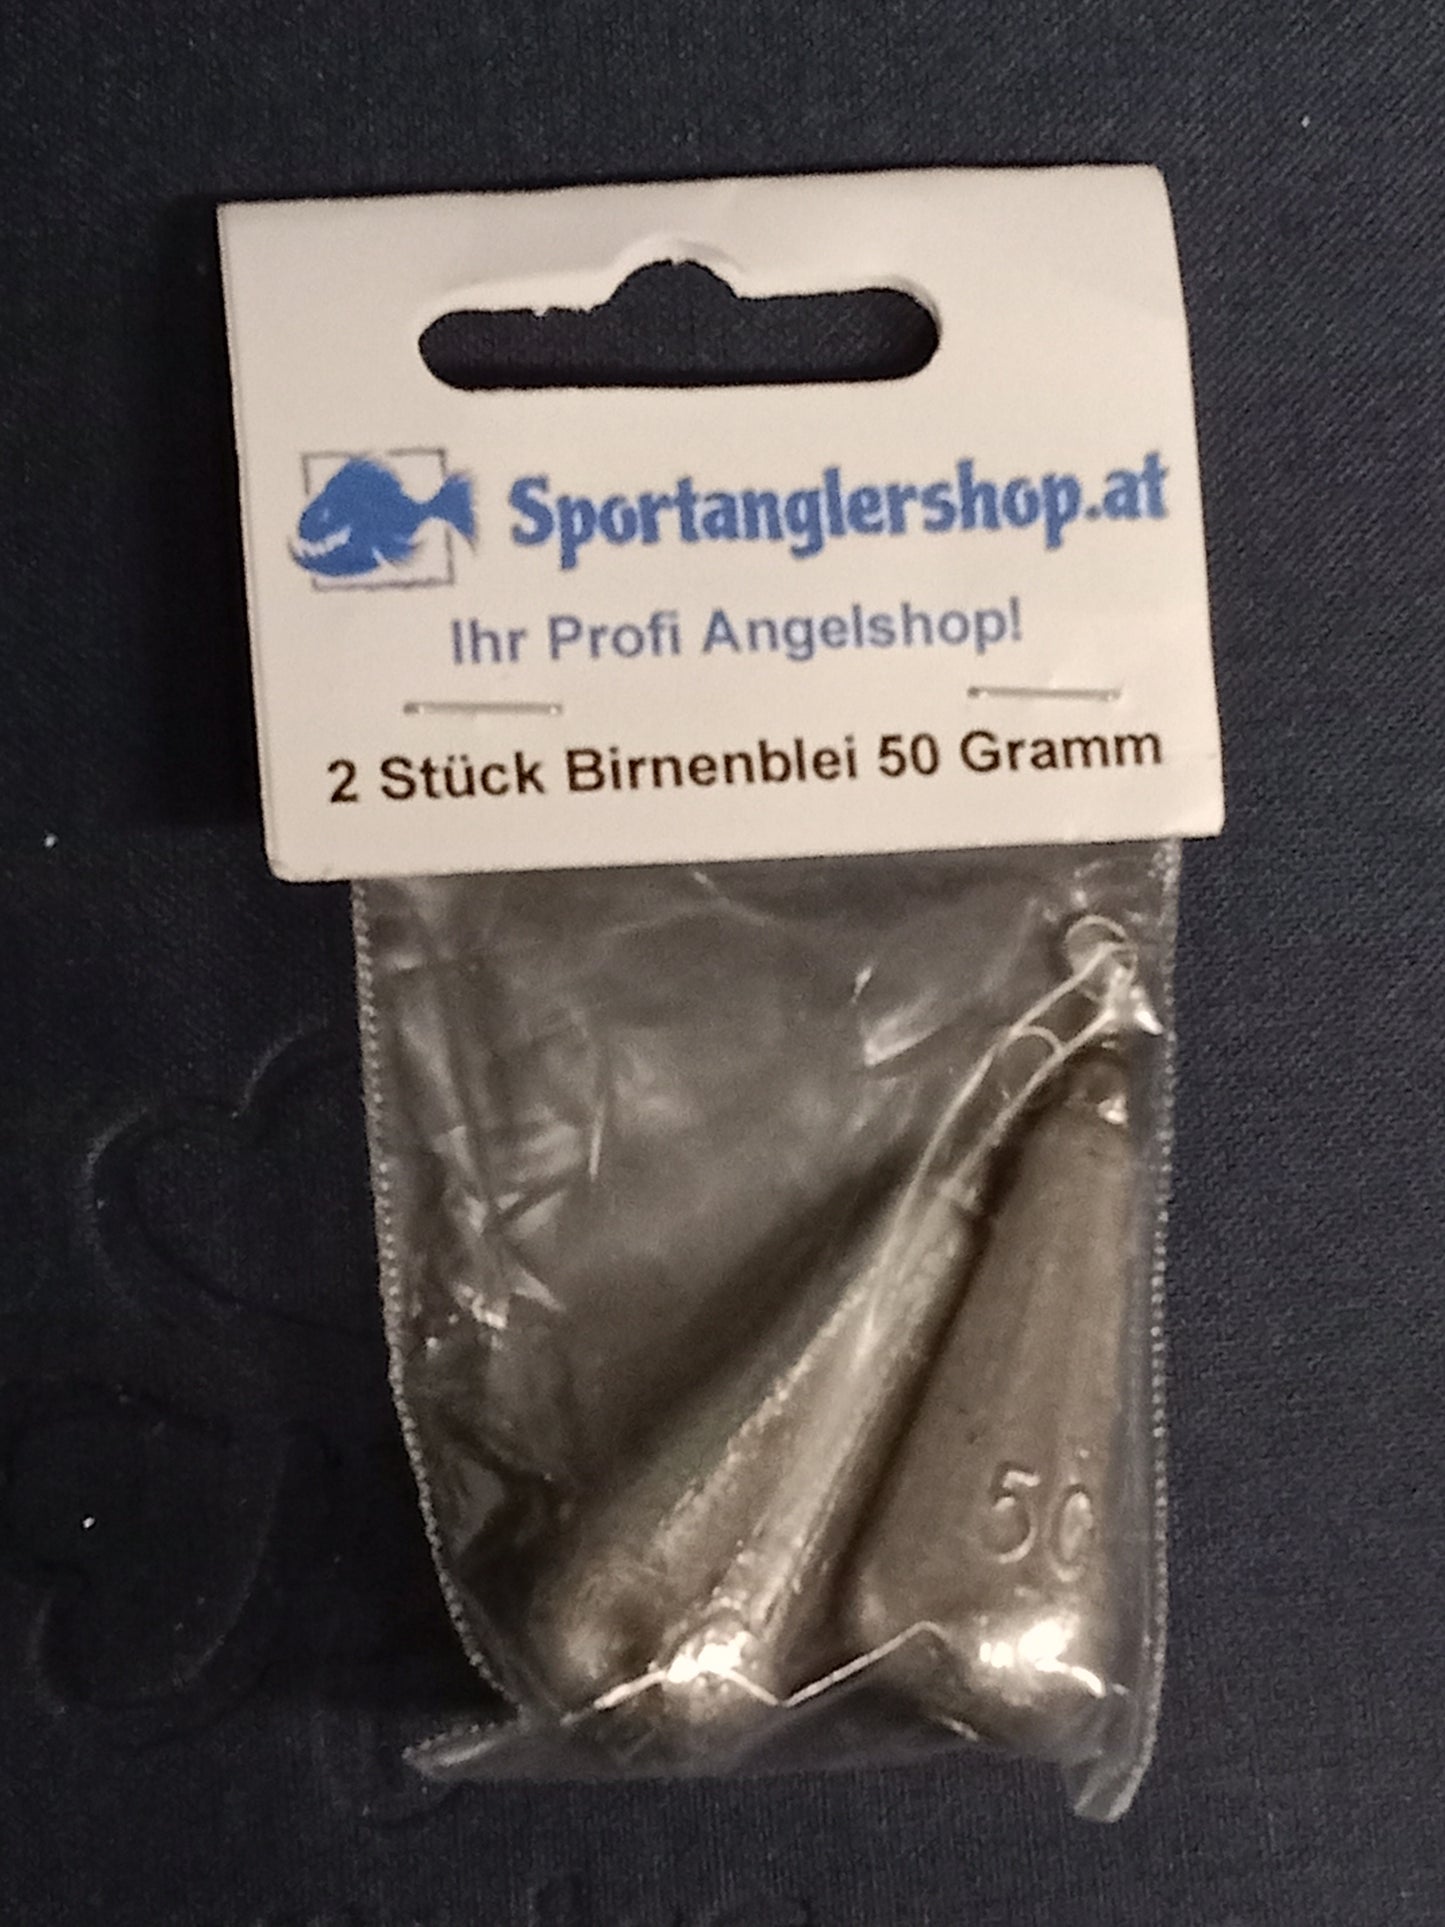 Sportanglershop.at
Ihr Profi Angelshop!
2 Stück Birnenblei 50 Gramm
50